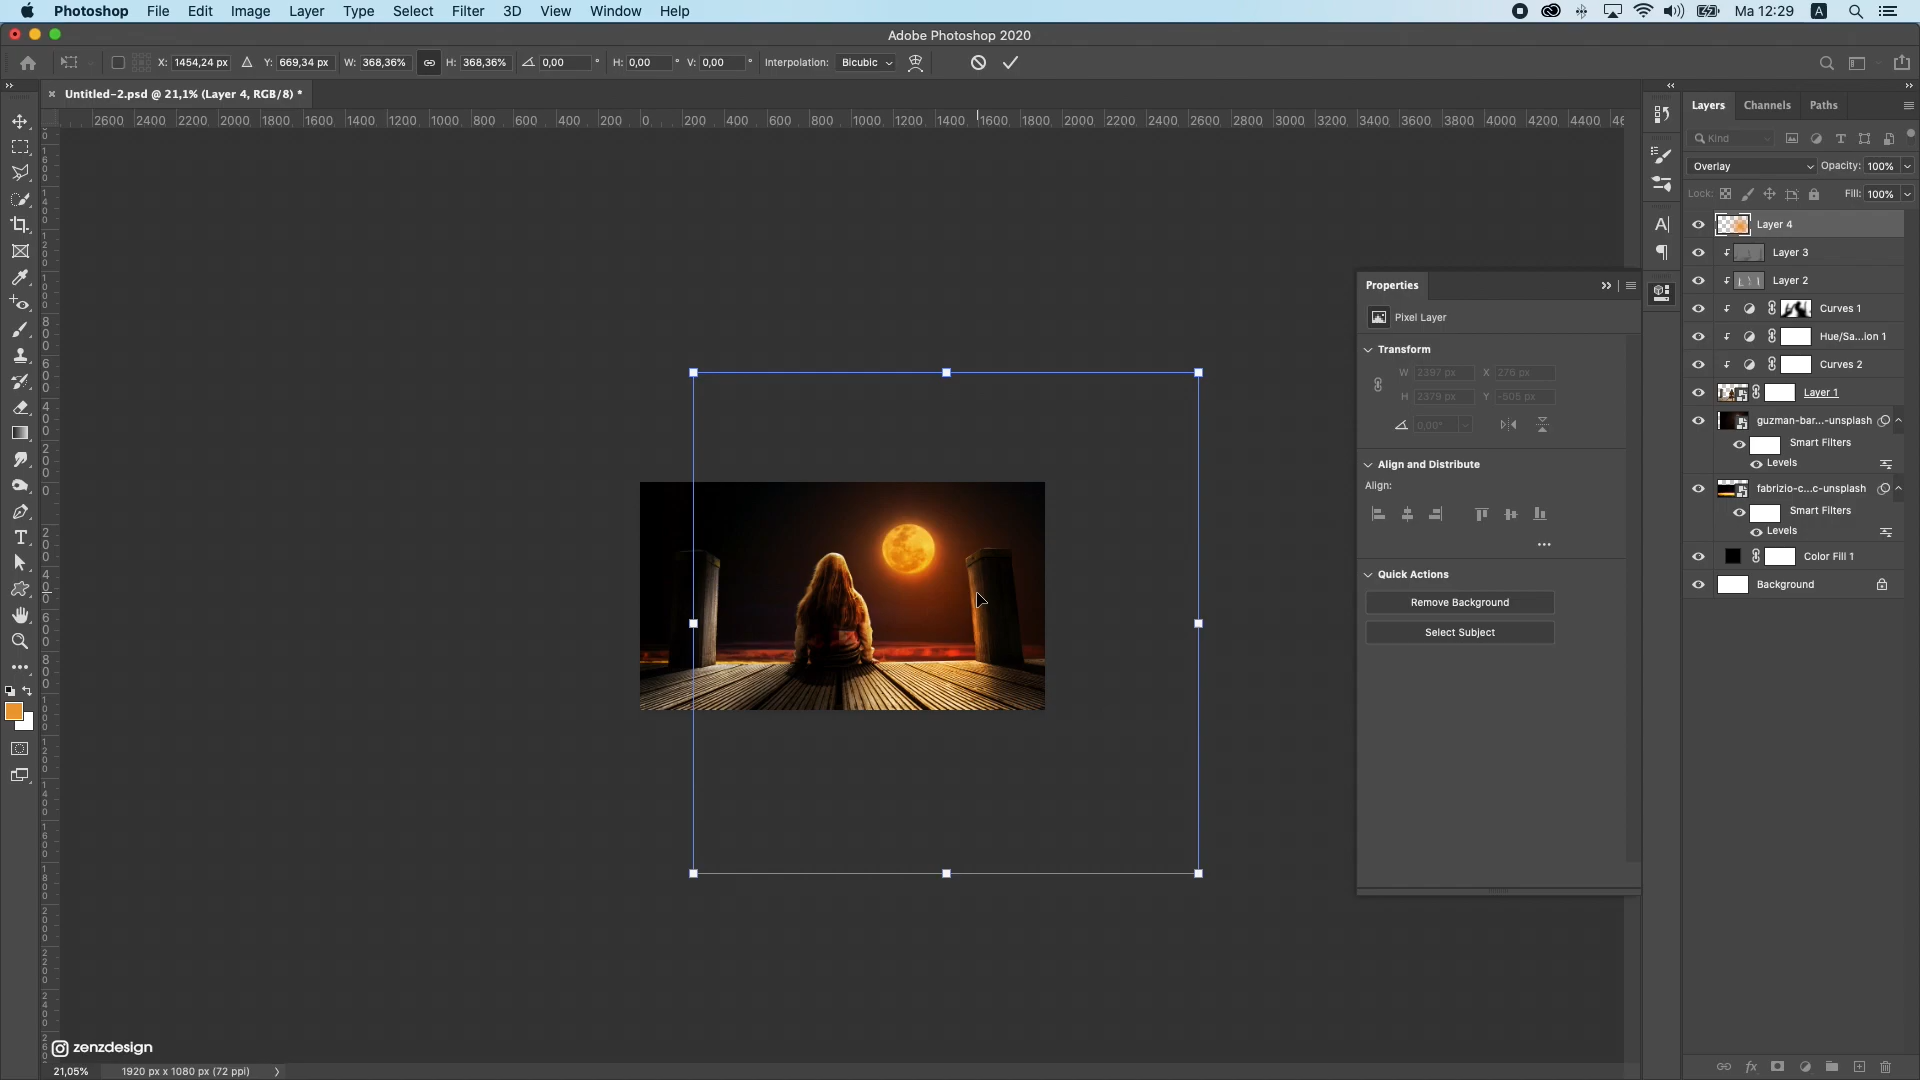 Photoshop File Edit Image Layer Type Select Filter 3D View Window Help Ma 12:29 A
Adobe Photoshop 2020
X: 1454,24 px Y: 669,34 px W: 368,36% H: 368,36% 0,00 ° H: 0,00 ° V: 0,00 ° Interpolation: Bicubic
Untitled-2.psd @ 21,1% (Layer 4, RGB/8) *
2600 2400 2200 2000 1800 1600 1400 1200 1000 800 600 400 200 0 200 400 600 800 1000 1200 1400 1600 1800 2000 2200 2400 2600 2800 3000 3200 3400 3600 3800 4000 4200 4400
Layers Channels Paths
Kind
Overlay Opacity: 100%
Lock: Fill: 100%
Layer 4
Layer 3
Layer 2
Curves 1
Hue/Sa...ion 1
Curves 2
Layer 1
guzman-bar...-unsplash
Smart Filters
Levels
fabrizio-c...c-unsplash
Smart Filters
Levels
Color Fill 1
Background
Properties
Pixel Layer
Transform
W 2397 px X 276 px
H 2379 px Y -505 px
0,00°
Align and Distribute
Align:
Quick Actions
Remove Background
Select Subject
zenzdesign
21,05% 1920 px x 1080 px (72 ppi)